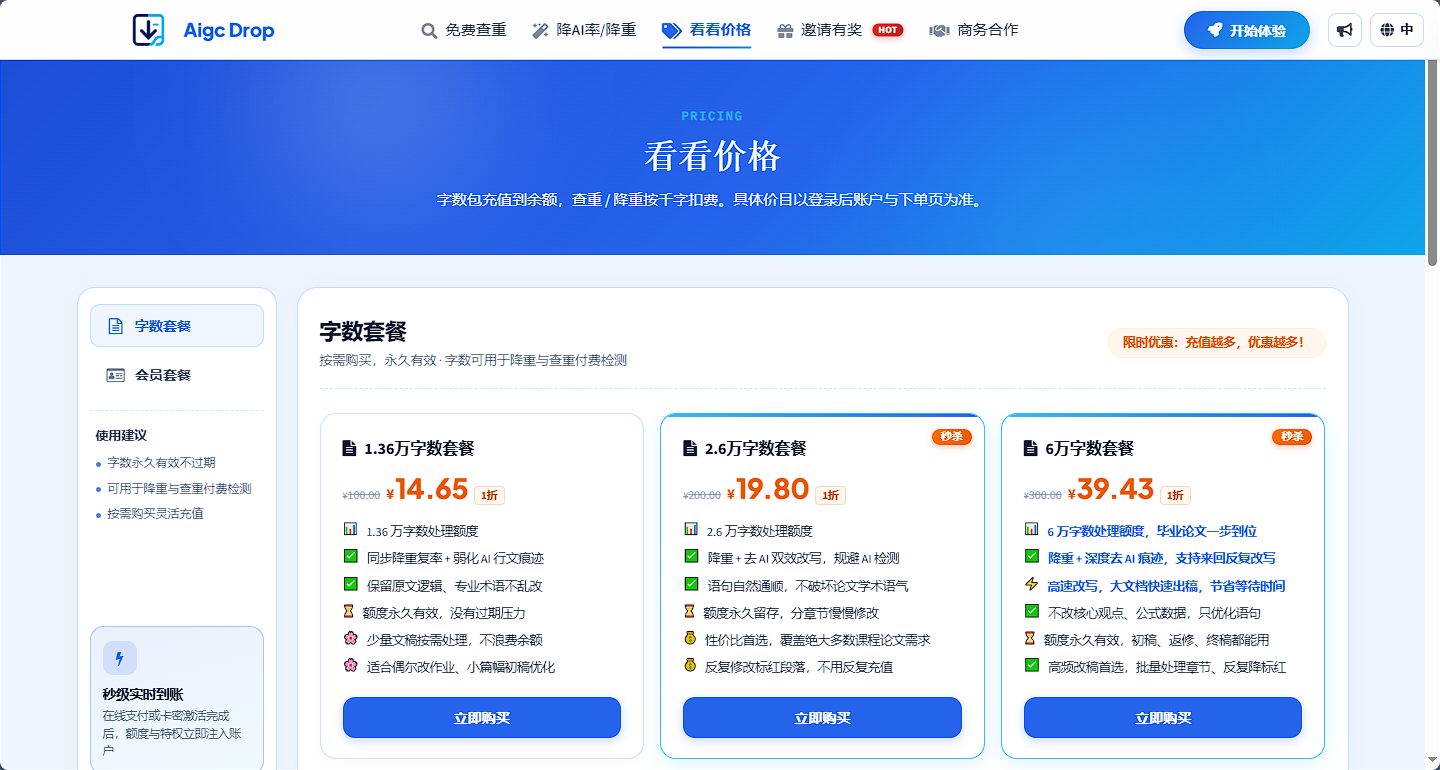 Aigc Drop
免费查重
降AI率/降重
看看价格
邀请有奖 HOT
商务合作
开始体验
中
PRICING
看看价格
字数包充值到余额，查重 / 降重按千字扣费。具体价目以登录后账户与下单页为准。
字数套餐
会员套餐
使用建议
字数永久有效不过期
可用于降重与查重付费检测
按需购买灵活充值
秒级实时到账
在线支付或卡密激活完成
后，额度与特权立即注入账
户
字数套餐
按需购买，永久有效 · 字数可用于降重与查重付费检测
限时优惠：充值越多，优惠越多！
1.36万字数套餐
¥100.00 ¥14.65 1折
1.36 万字数处理额度
同步降重复率 + 弱化 AI 行文痕迹
保留原文逻辑、专业术语不乱改
额度永久有效，没有过期压力
少量文稿按需处理，不浪费余额
适合偶尔改作业、小篇幅初稿优化
立即购买
秒杀
2.6万字数套餐
¥200.00 ¥19.80 1折
2.6 万字数处理额度
降重 + 去 AI 双效改写，规避 AI 检测
语句自然通顺，不破坏论文学术语气
额度永久留存，分章节慢慢修改
性价比首选，覆盖绝大多数课程论文需求
反复修改标红段落，不用反复充值
立即购买
秒杀
6万字数套餐
¥300.00 ¥39.43 1折
6 万字数处理额度，毕业论文一步到位
降重 + 深度去 AI 痕迹，支持来回反复改写
高速改写，大文档快速出稿，节省等待时间
不改核心观点、公式数据，只优化语句
额度永久有效，初稿、返修、终稿都能用
高频改稿首选，批量处理章节、反复降标红
立即购买